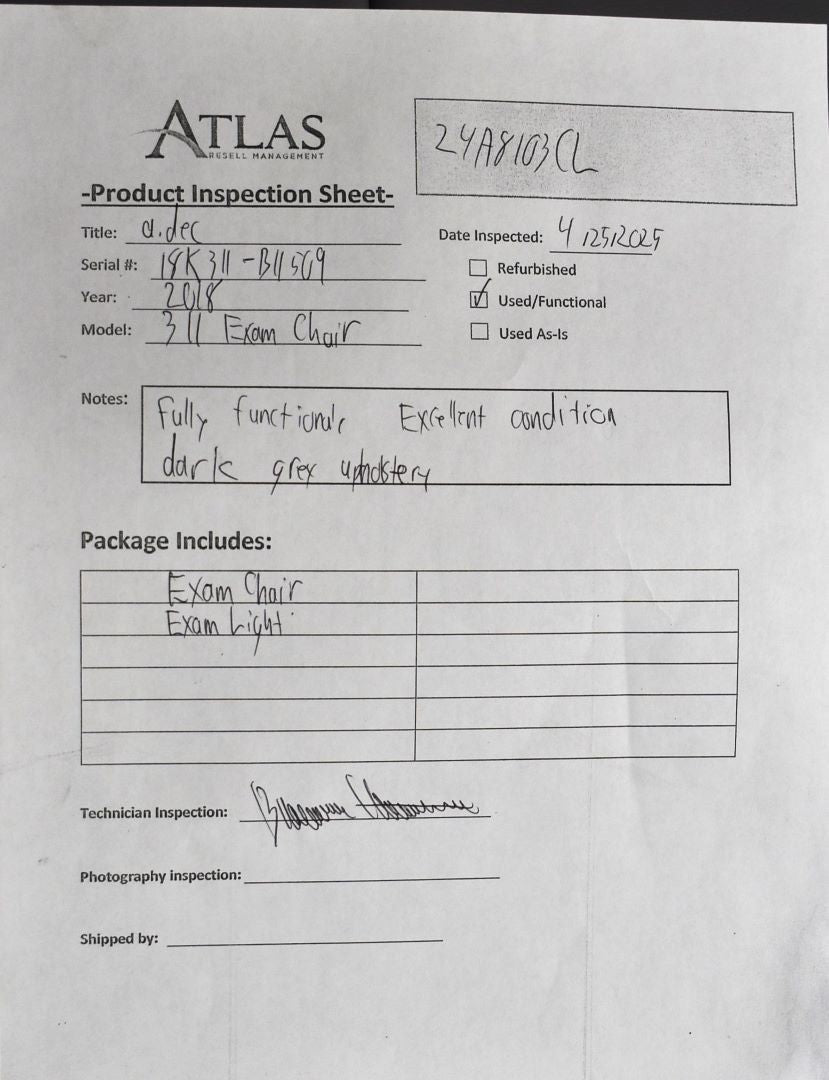 ATLAS
RESELL MANAGEMENT
24A8103CL
-Product Inspection Sheet-
Title: a.dec
Date Inspected: 4/25/2025
Serial #: 18K311-B11509
Refurbished
Year: 2018
Used/Functional
Model: 311 Exam Chair
Used As-Is
Notes: Fully functional, Excellent condition
dark grey upholstery
Package Includes:
Exam Chair
Exam Light
Technician Inspection:
Photography inspection:
Shipped by: